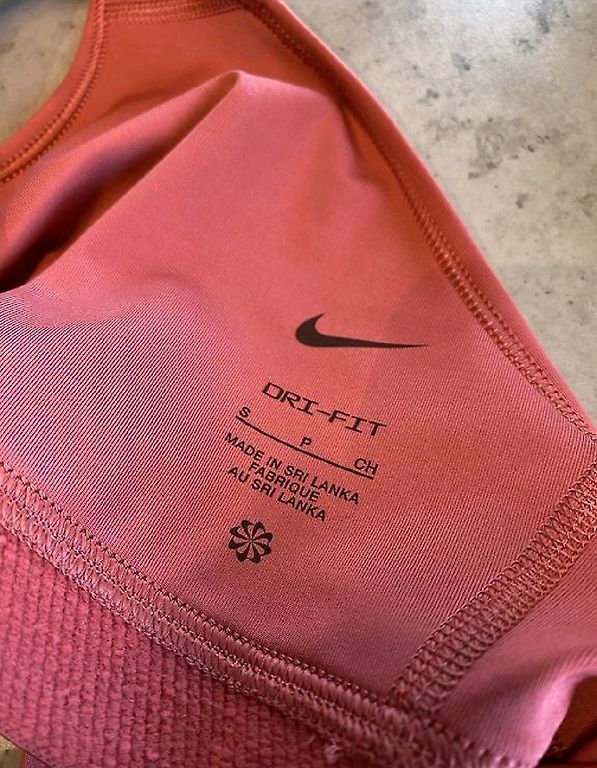 DRI-FIT
S P CH
MADE IN SRI LANKA
FABRIQUE
AU SRI LANKA